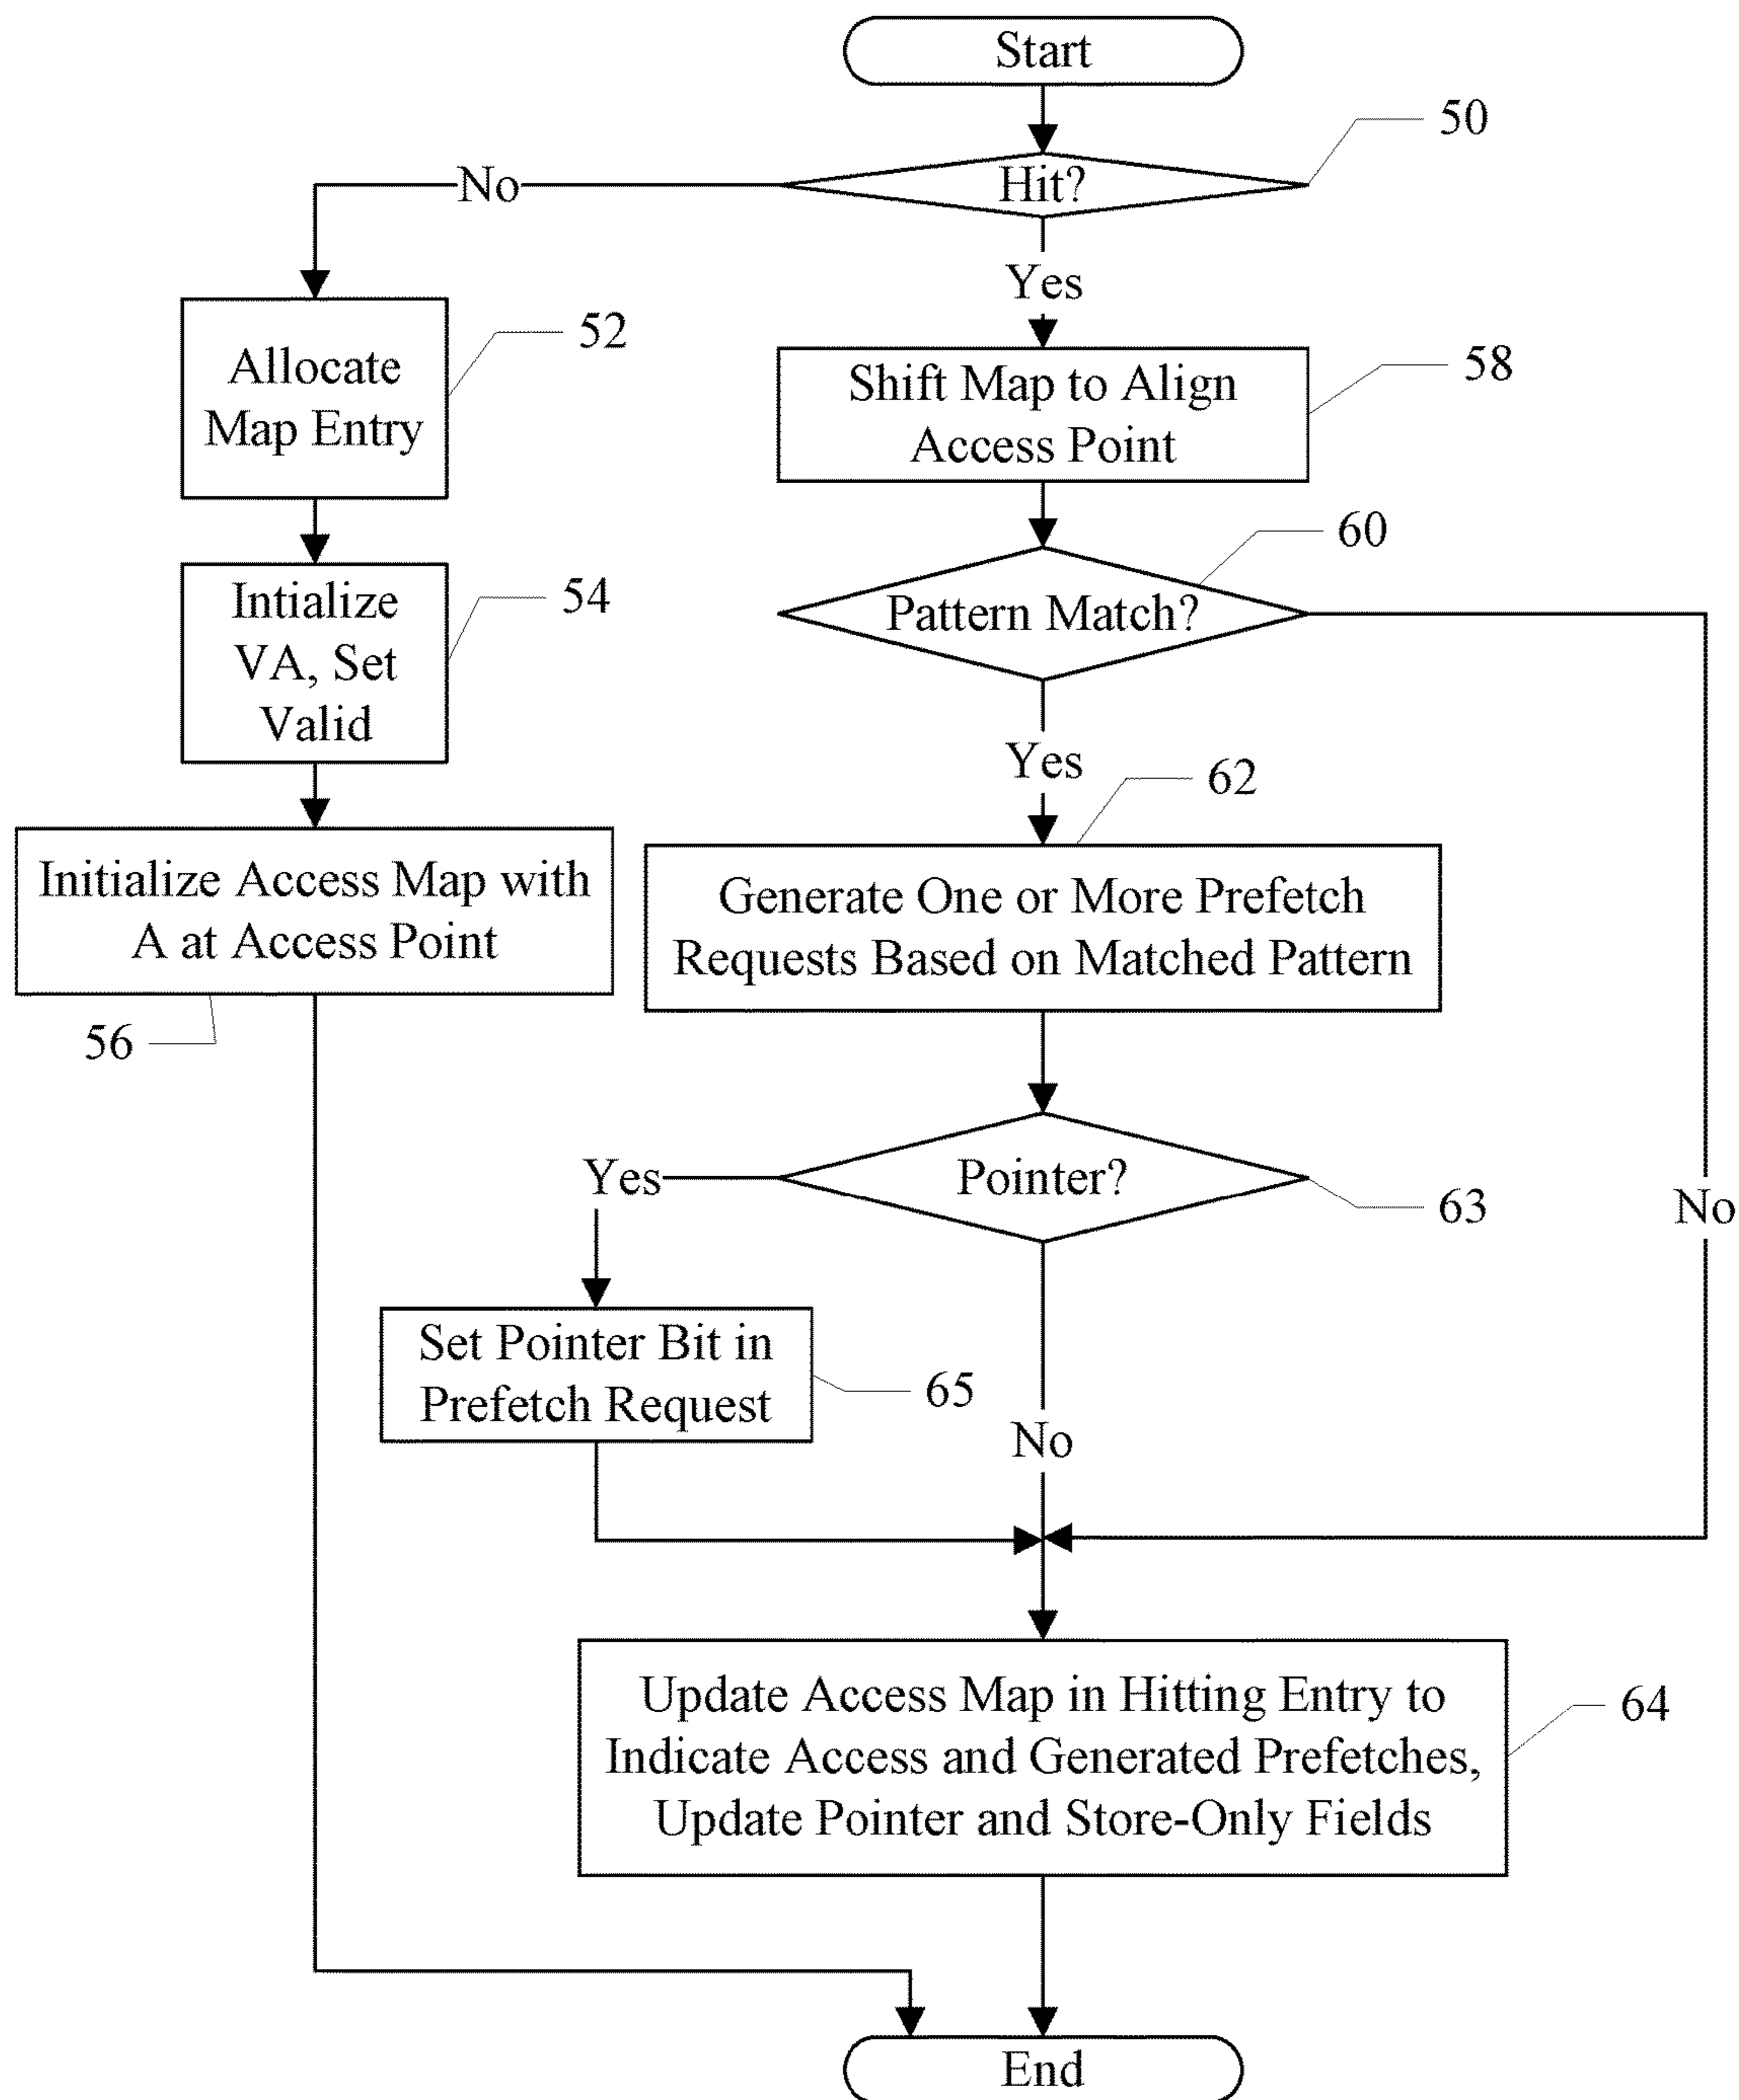 Start
50
Hit?
No
Yes
52
Allocate
Map Entry
58
Shift Map to Align
Access Point
60
Pattern Match?
54
Intialize
VA, Set
Valid
Yes
62
Initialize Access Map with
A at Access Point
56
Generate One or More Prefetch
Requests Based on Matched Pattern
Pointer?
Yes
63
No
Set Pointer Bit in
Prefetch Request
65
No
Update Access Map in Hitting Entry to
Indicate Access and Generated Prefetches,
Update Pointer and Store-Only Fields
64
End